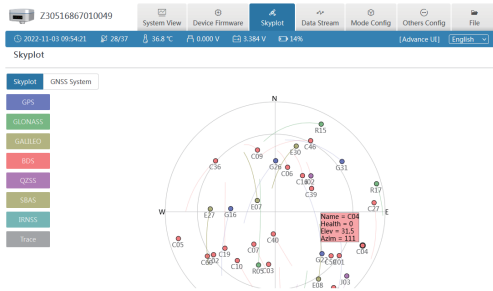 Z30516867010049
System View
Device Firmware
Skyplot
Data Stream
Mode Config
Others Config
File
2022-11-03 09:54:21
28/37
36.8 °C
0.000 V
3.384 V
14%
[Advance UI]
English
Skyplot
Skyplot
GNSS System
GPS
GLONASS
GALILEO
BDS
QZSS
SBAS
IRNSS
Trace
N
R15
C46
E30
C09
C36
G26
C06
G31
C39
R17
C27
E07
E27
G16
W
E
Name = C04
Health = 0
Elev = 31.5
Azim = 111
C04
C05
C40
C07
C19
C10
C03
E08